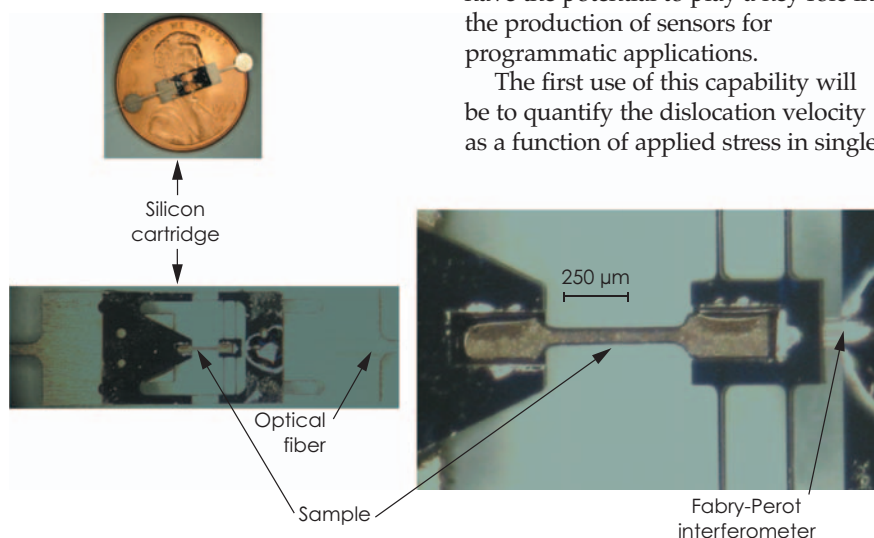 the production of sensors for
programmatic applications.
The first use of this capability will
be to quantify the dislocation velocity
as a function of applied stress in single
Silicon
cartridge
250 µm
Optical
fiber
Sample
Fabry-Perot
interferometer